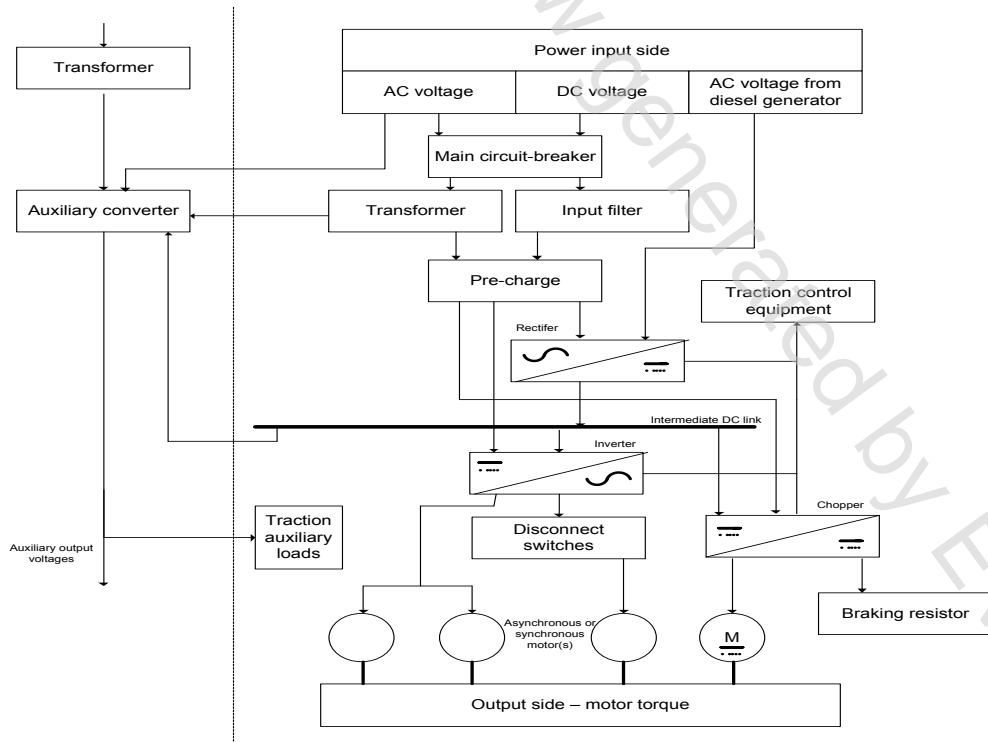 Power input side
Transformer
AC voltage
DC voltage
AC voltage from
diesel generator
Main circuit-breaker
Auxiliary converter
Transformer
Input filter
Pre-charge
Traction control
equipment
Rectifer
Intermediate DC link
Inverter
Chopper
Traction
auxiliary
loads
Disconnect
switches
Auxiliary output
voltages
Asynchronous or
synchronous
motor(s)
Braking resistor
M
Output side – motor torque
w generated by E